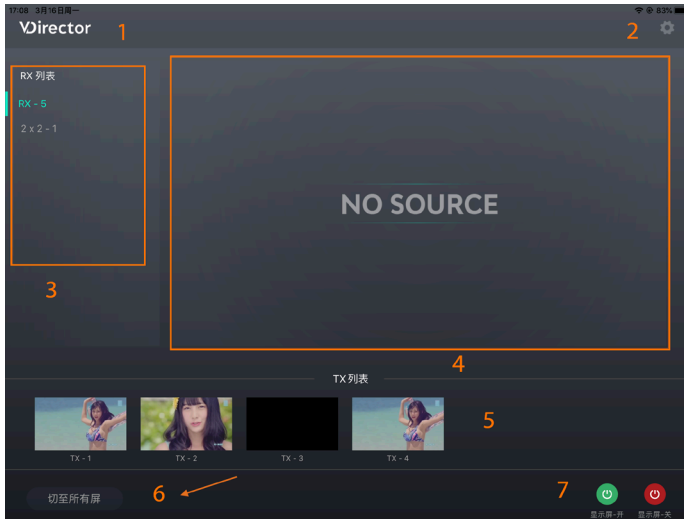 17:08 3月16日周一
83%
VDirector
1
2
RX 列表
RX - 5
2 x 2 - 1
3
NO SOURCE
4
TX 列表
5
TX - 1
TX - 2
TX - 3
TX - 4
切至所有屏
6
7
显示屏-开
显示屏-关